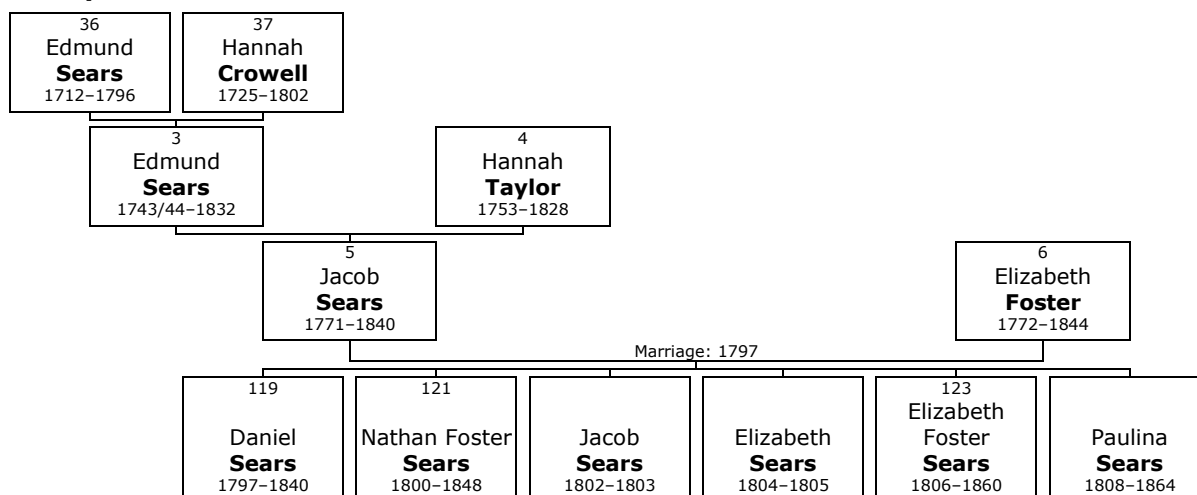 36
Edmund
Sears
1712–1796
37
Hannah
Crowell
1725–1802
3
Edmund
Sears
1743/44–1832
4
Hannah
Taylor
1753–1828
5
Jacob
Sears
1771–1840
6
Elizabeth
Foster
1772–1844
Marriage: 1797
119
Daniel
Sears
1797–1840
121
Nathan Foster
Sears
1800–1848
Jacob
Sears
1802–1803
Elizabeth
Sears
1804–1805
123
Elizabeth
Foster
Sears
1806–1860
Paulina
Sears
1808–1864